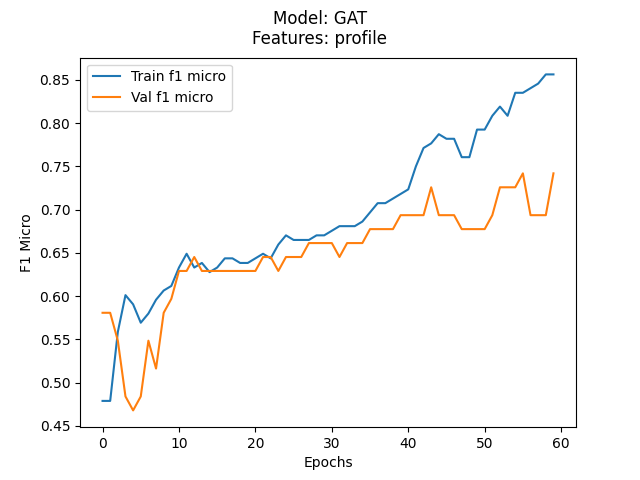 Model: GAT
Features: profile
Train f1 micro
Val f1 micro
F1 Micro
0.85
0.80
0.75
0.70
0.65
0.60
0.55
0.50
0.45
0 10 20 30 40 50 60
Epochs